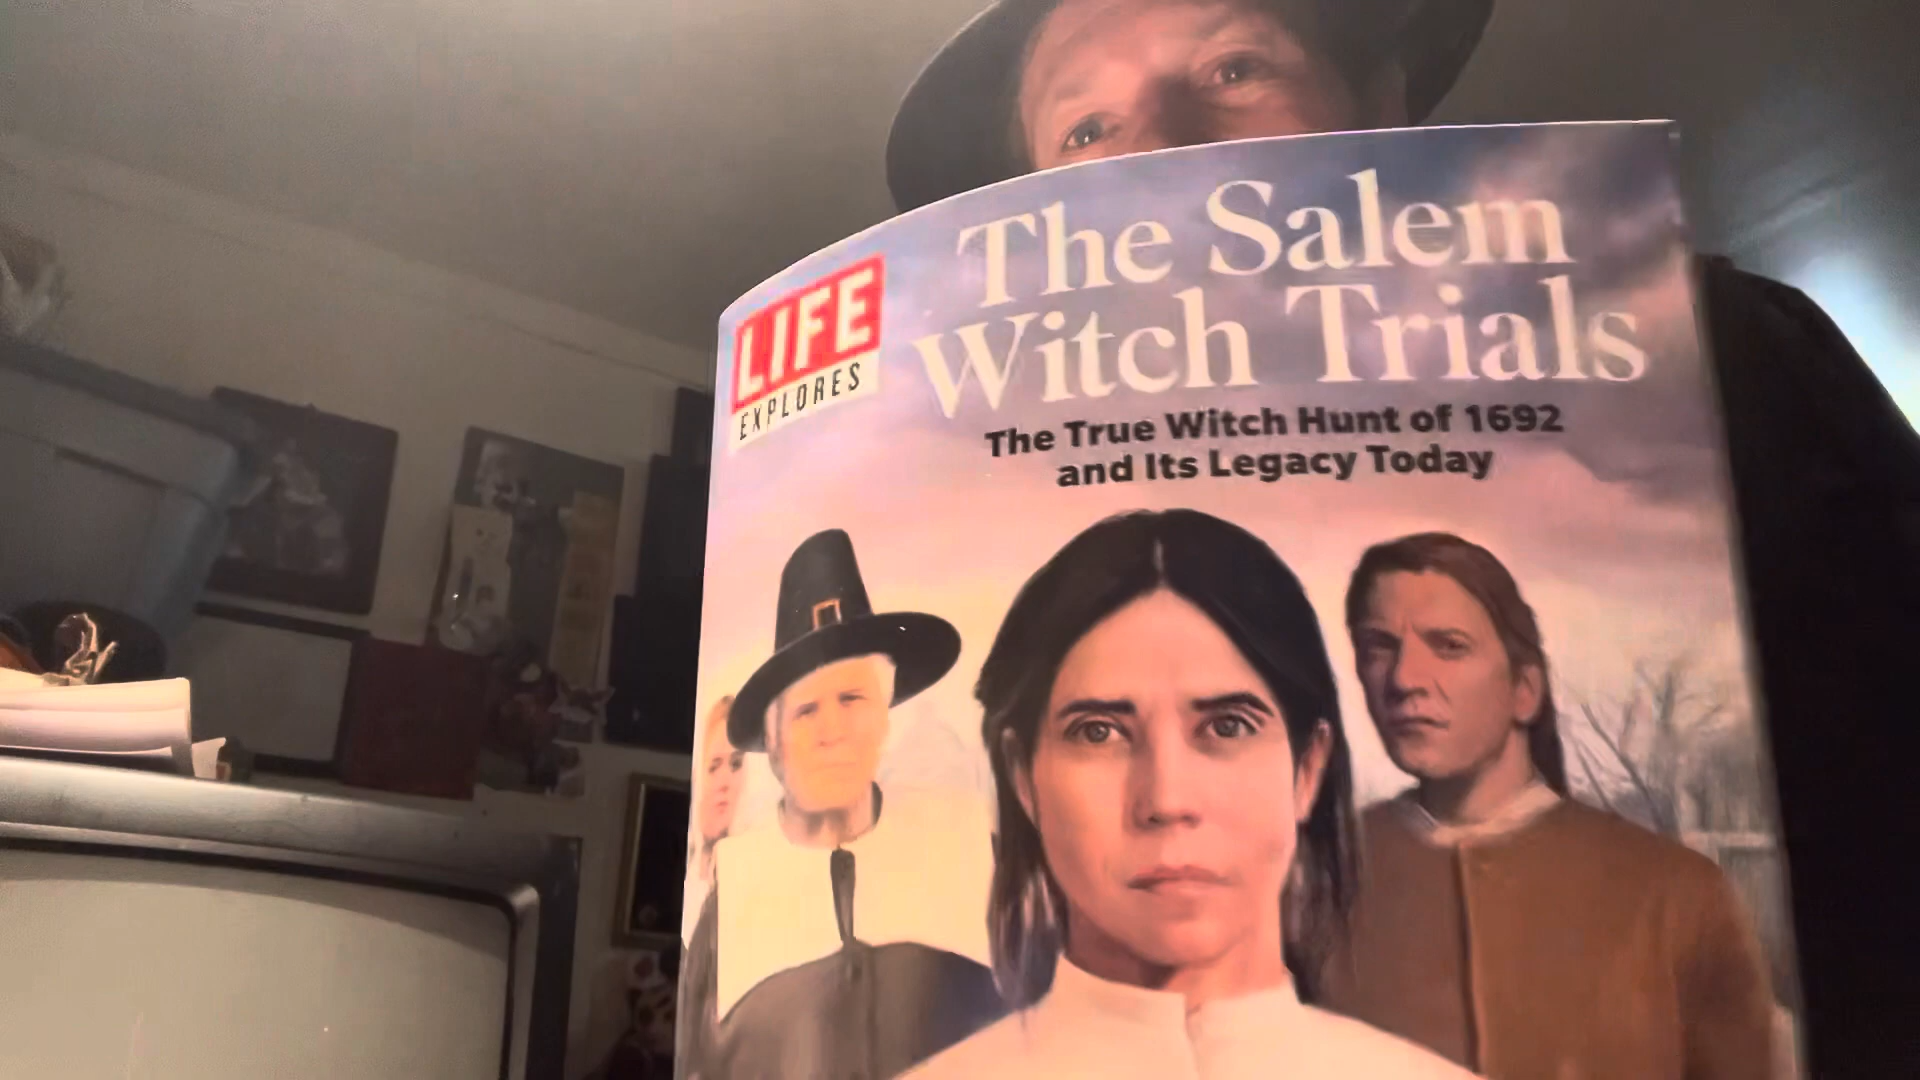 LIFE
EXPLORES
The Salem
Witch Trials
The True Witch Hunt of 1692
and Its Legacy Today